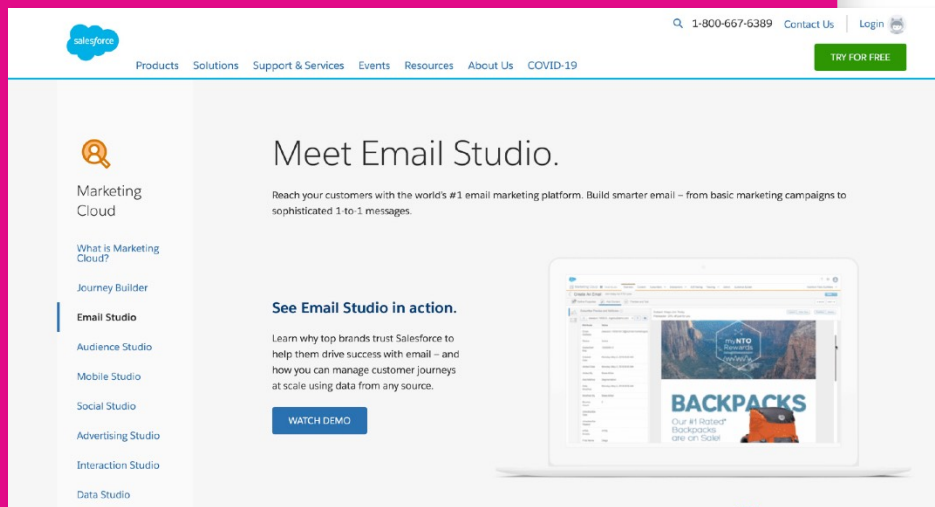 1-800-667-6389 Contact Us Login
salesforce
Products Solutions Support & Services Events Resources About Us COVID-19
TRY FOR FREE
Marketing
Cloud
What is Marketing
Cloud?
Journey Builder
Email Studio
Audience Studio
Mobile Studio
Social Studio
Advertising Studio
Interaction Studio
Data Studio
Meet Email Studio.
Reach your customers with the world's #1 email marketing platform. Build smarter email – from basic marketing campaigns to
sophisticated 1-to-1 messages.
See Email Studio in action.
Learn why top brands trust Salesforce to
help them drive success with email – and
how you can manage customer journeys
at scale using data from any source.
WATCH DEMO
my NTO
Rewards
BACKPACKS
Our #1 Rated
Backpacks
are on Sale!